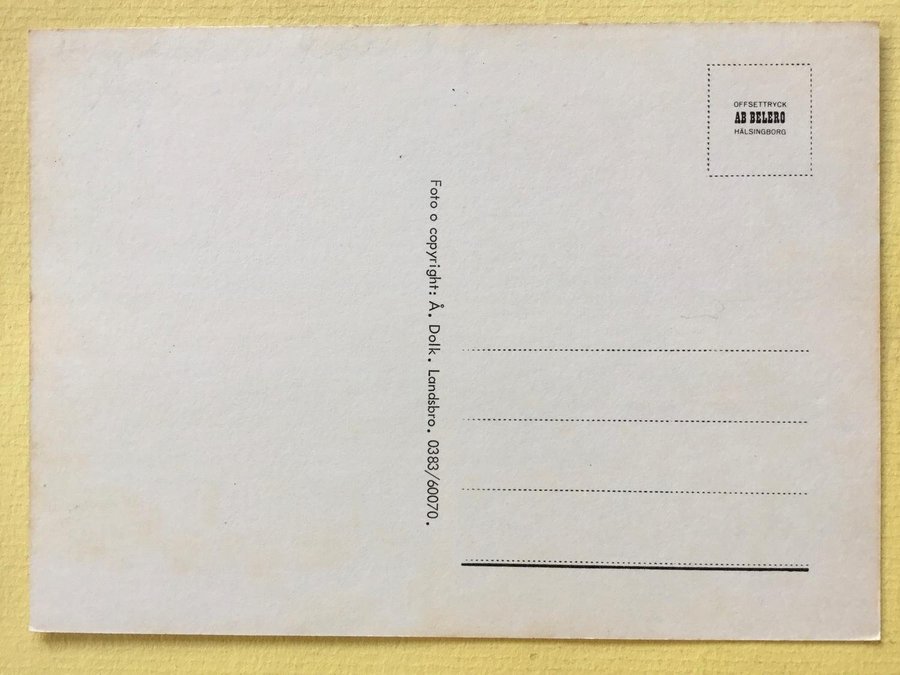 OFFSETTRYCK
AB BELERO
HÄLSINGBORG
Foto o copyright: Å. Dolk. Landsbro. 0383/60070.